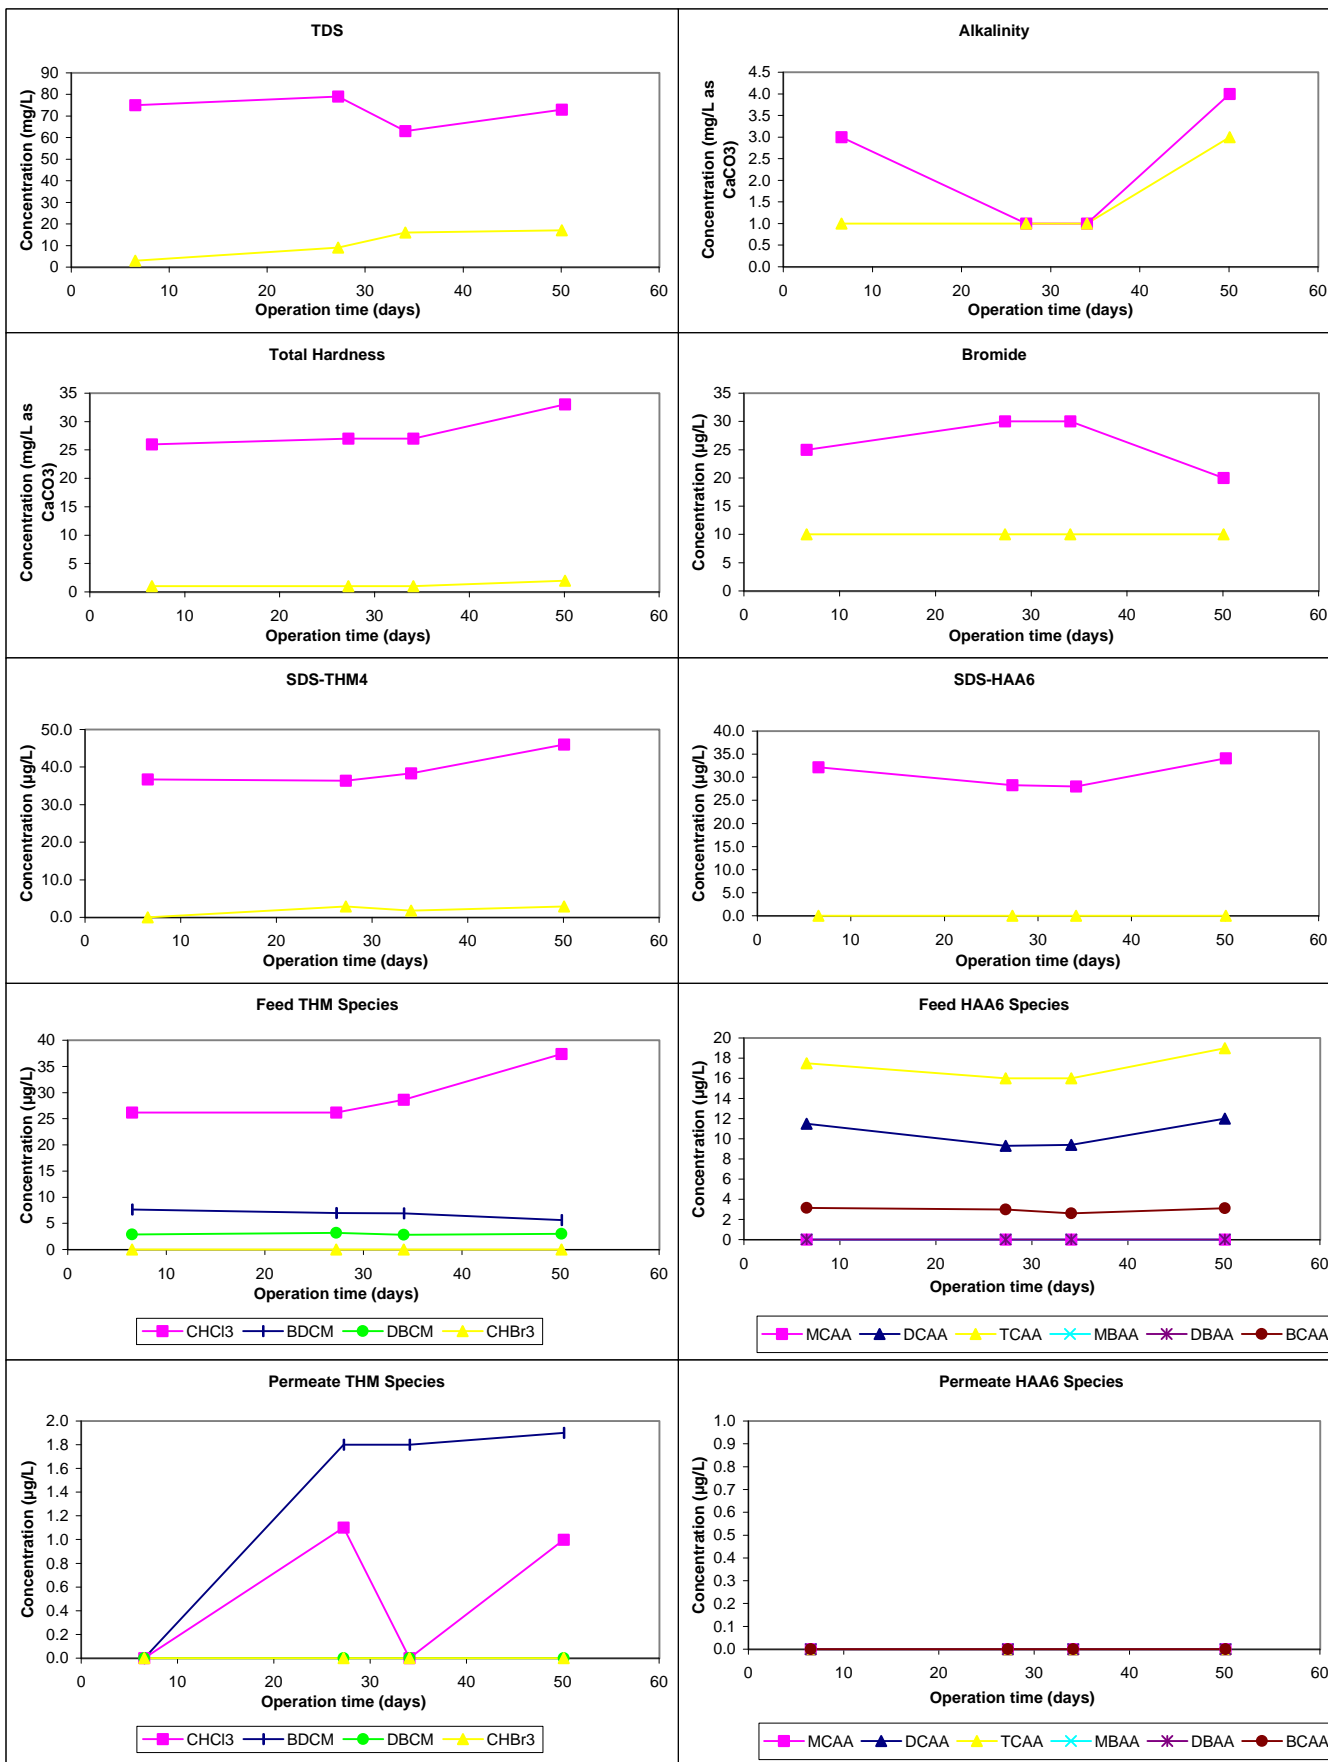 TDS
Concentration (mg/L)
90
80
70
60
50
40
30
20
10
0
0 10 20 30 40 50 60
Operation time (days)
Alkalinity
Concentration (mg/L as
CaCO3)
4.5
4.0
3.5
3.0
2.5
2.0
1.5
1.0
0.5
0.0
0 10 20 30 40 50 60
Operation time (days)
Total Hardness
Concentration (mg/L as
CaCO3)
35
30
25
20
15
10
5
0
0 10 20 30 40 50 60
Operation time (days)
Bromide
Concentration (µg/L)
35
30
25
20
15
10
5
0
0 10 20 30 40 50 60
Operation time (days)
SDS-THM4
Concentration (µg/L)
50.0
40.0
30.0
20.0
10.0
0.0
0 10 20 30 40 50 60
Operation time (days)
SDS-HAA6
Concentration (µg/L)
40.0
35.0
30.0
25.0
20.0
15.0
10.0
5.0
0.0
0 10 20 30 40 50 60
Operation time (days)
Feed THM Species
Concentration (µg/L)
40
35
30
25
20
15
10
5
0
0 10 20 30 40 50 60
Operation time (days)
CHCl3 BDCM DBCM CHBr3
Feed HAA6 Species
Concentration (µg/L)
20
18
16
14
12
10
8
6
4
2
0
0 10 20 30 40 50 60
Operation time (days)
MCAA DCAA TCAA MBAA DBAA BCAA
Permeate THM Species
Concentration (µg/L)
2.0
1.8
1.6
1.4
1.2
1.0
0.8
0.6
0.4
0.2
0.0
0 10 20 30 40 50 60
Operation time (days)
CHCl3 BDCM DBCM CHBr3
Permeate HAA6 Species
Concentration (µg/L)
1.0
0.9
0.8
0.7
0.6
0.5
0.4
0.3
0.2
0.1
0.0
0 10 20 30 40 50 60
Operation time (days)
MCAA DCAA TCAA MBAA DBAA BCAA